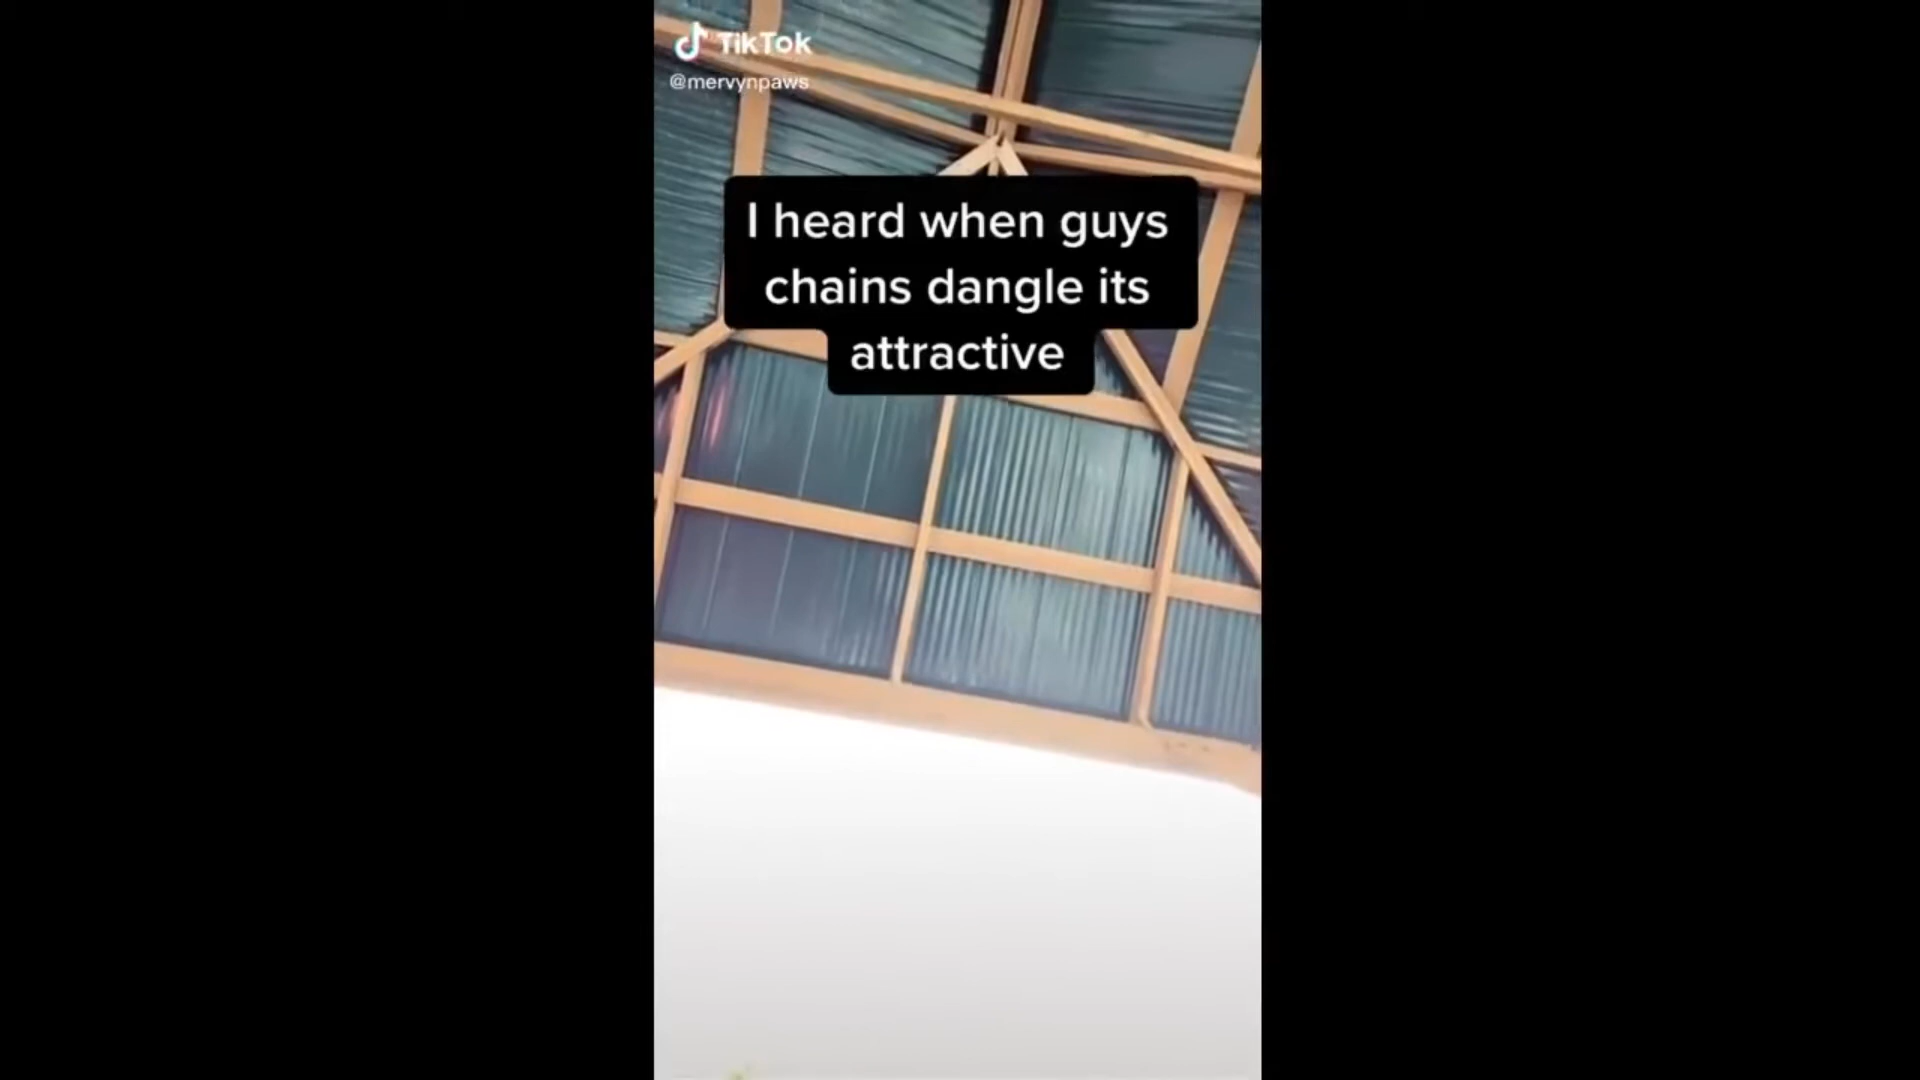 TikTok
@mervynpaws
I heard when guys
chains dangle its
attractive